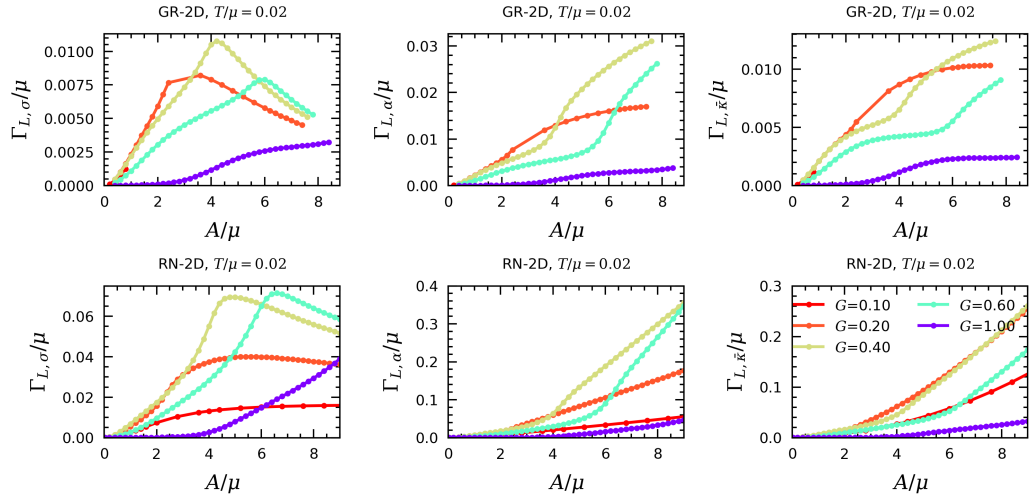 GR-2D, T/μ = 0.02
Γ_{L, σ}/μ
0.0100
0.0075
0.0050
0.0025
0.0000
0 2 4 6 8
A/μ
GR-2D, T/μ = 0.02
Γ_{L, α}/μ
0.03
0.02
0.01
0.00
0 2 4 6 8
A/μ
GR-2D, T/μ = 0.02
Γ_{L, κ̄}/μ
0.010
0.005
0.000
0 2 4 6 8
A/μ
RN-2D, T/μ = 0.02
Γ_{L, σ}/μ
0.06
0.04
0.02
0.00
0 2 4 6 8
A/μ
RN-2D, T/μ = 0.02
Γ_{L, α}/μ
0.4
0.3
0.2
0.1
0.0
0 2 4 6 8
A/μ
RN-2D, T/μ = 0.02
Γ_{L, κ̄}/μ
0.3
0.2
0.1
0.0
G=0.10
G=0.20
G=0.40
G=0.60
G=1.00
0 2 4 6 8
A/μ